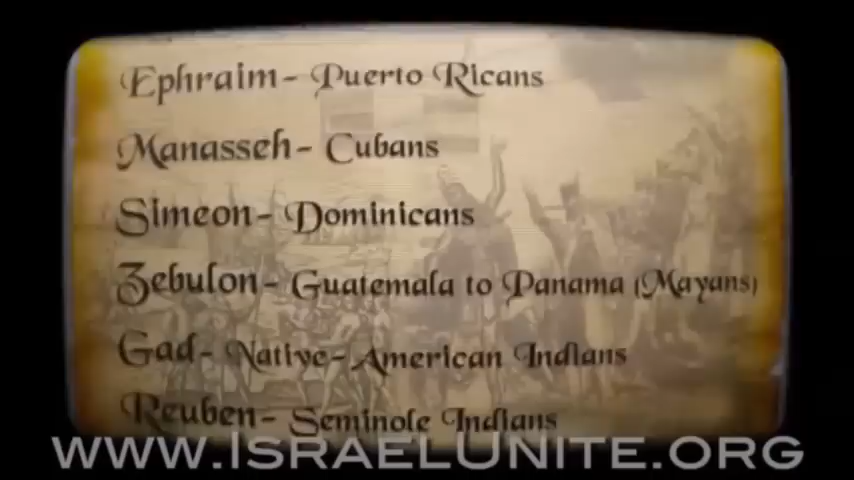 Ephraim- Puerto Ricans
Manasseh- Cubans
Simeon- Dominicans
Zebulon- Guatemala to Panama (Mayans)
Gad- Native-American Indians
Reuben- Seminole Indians
WWW.ISRAELUNITE.ORG